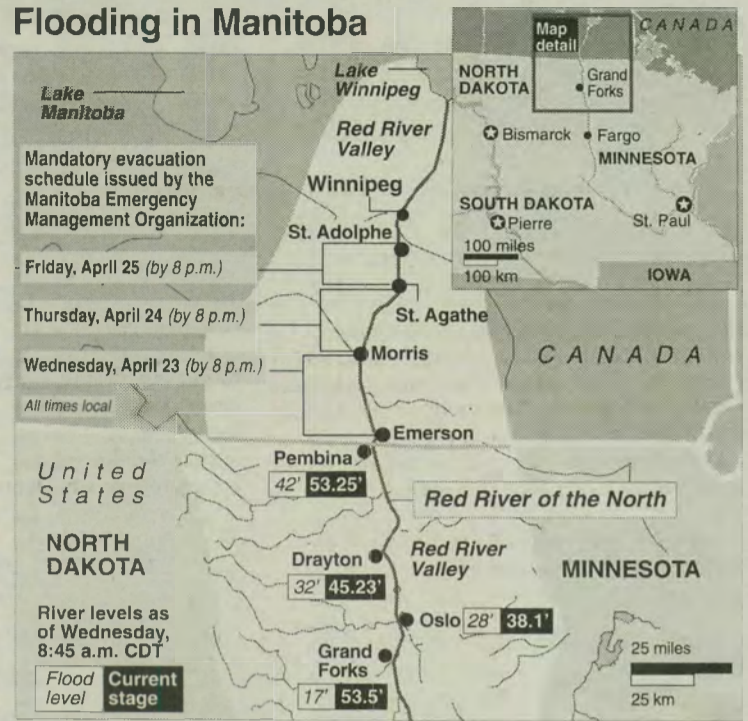 Flooding in Manitoba
Lake
Manitoba
Lake
Winnipeg
Red River
Valley
Mandatory evacuation
schedule issued by the
Manitoba Emergency
Management Organization:
Winnipeg
St. Adolphe
Friday, April 25 (by 8 p.m.)
St. Agathe
Thursday, April 24 (by 8 p.m.)
Morris
Wednesday, April 23 (by 8 p.m.)
All times local
Emerson
CANADA
Map
detail
CANADA
NORTH
DAKOTA
Grand
Forks
Bismarck
Fargo
MINNESOTA
SOUTH DAKOTA
Pierre
St. Paul
100 miles
100 km
IOWA
United
States
Pembina
42' 53.25'
Red River of the North
NORTH
DAKOTA
Drayton
32' 45.23'
Red River
Valley
MINNESOTA
River levels as
of Wednesday,
8:45 a.m. CDT
Oslo 28' 38.1'
Grand
Forks
17' 53.5'
Flood
level
Current
stage
25 miles
25 km